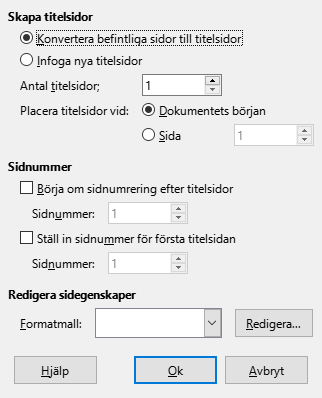 Skapa titelsidor
Konvertera befintliga sidor till titelsidor
Infoga nya titelsidor
Antal titelsidor; 1
Placera titelsidor vid: Dokumentets början
Sida 1
Sidnummer
Börja om sidnumrering efter titelsidor
Sidnummer: 1
Ställ in sidnummer för första titelsidan
Sidnummer: 1
Redigera sidegenskaper
Formatmall: Redigera...
Hjälp Ok Avbryt